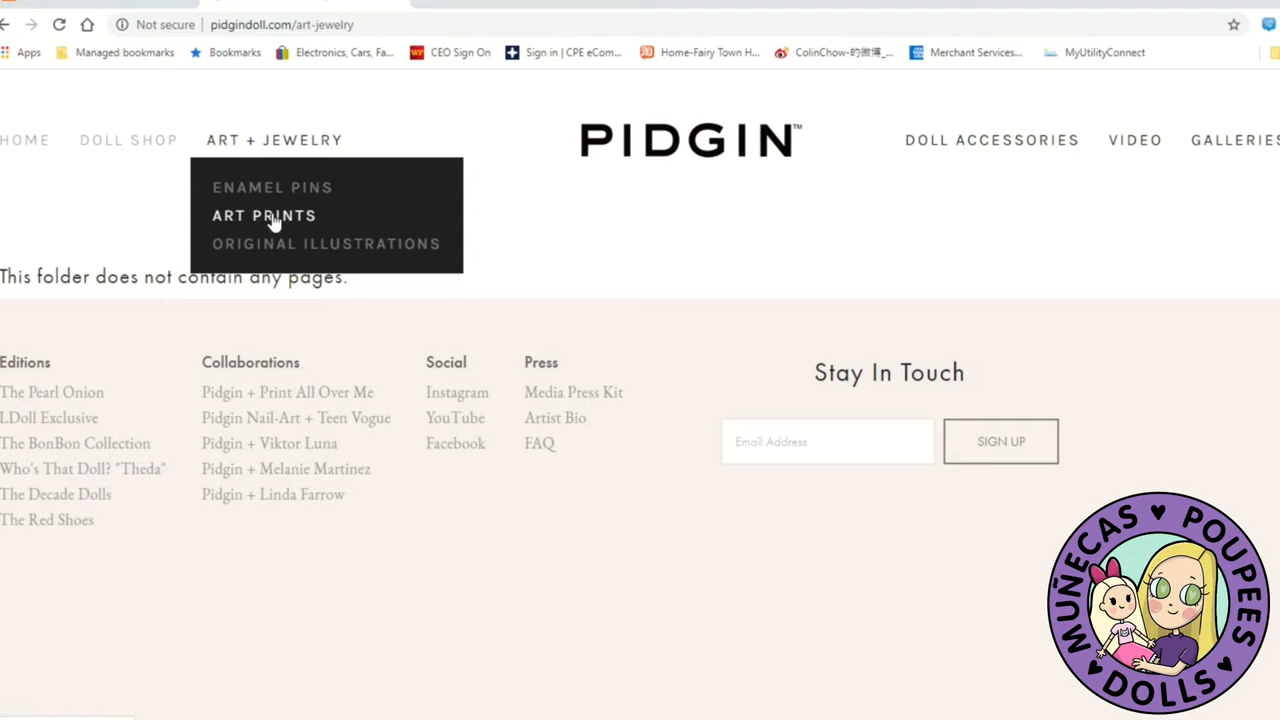 Not secure | pidgindoll.com/art-jewelry
Apps Managed bookmarks Bookmarks Electronics, Cars, Fa... CEO Sign On Sign in | CPE eCom... Home-Fairy Town H... ColinChow-的微博_... Merchant Services... MyUtilityConnect
HOME DOLL SHOP ART + JEWELRY PIDGIN™ DOLL ACCESSORIES VIDEO GALLERIES
ENAMEL PINS
ART PRINTS
ORIGINAL ILLUSTRATIONS
This folder does not contain any pages.
Editions
The Pearl Onion
LDoll Exclusive
The BonBon Collection
Who's That Doll? "Theda"
The Decade Dolls
The Red Shoes
Collaborations
Pidgin + Print All Over Me
Pidgin Nail-Art + Teen Vogue
Pidgin + Viktor Luna
Pidgin + Melanie Martinez
Pidgin + Linda Farrow
Social
Instagram
YouTube
Facebook
Press
Media Press Kit
Artist Bio
FAQ
Stay In Touch
Email Address SIGN UP
MUÑECAS ♥ POUPEES ♥ DOLLS ♥